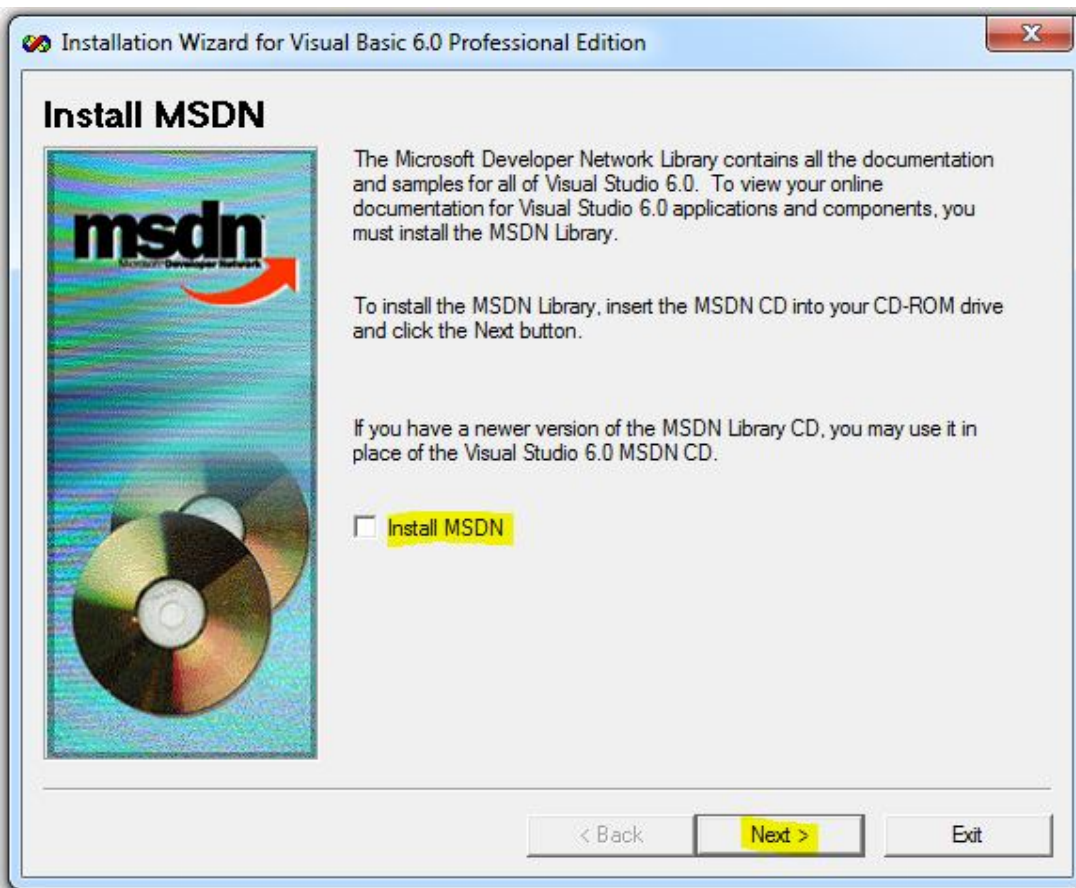 Installation Wizard for Visual Basic 6.0 Professional Edition
Install MSDN
msdn
Microsoft Developer Network
The Microsoft Developer Network Library contains all the documentation
and samples for all of Visual Studio 6.0. To view your online
documentation for Visual Studio 6.0 applications and components, you
must install the MSDN Library.
To install the MSDN Library, insert the MSDN CD into your CD-ROM drive
and click the Next button.
If you have a newer version of the MSDN Library CD, you may use it in
place of the Visual Studio 6.0 MSDN CD.
Install MSDN
< Back Next > Exit